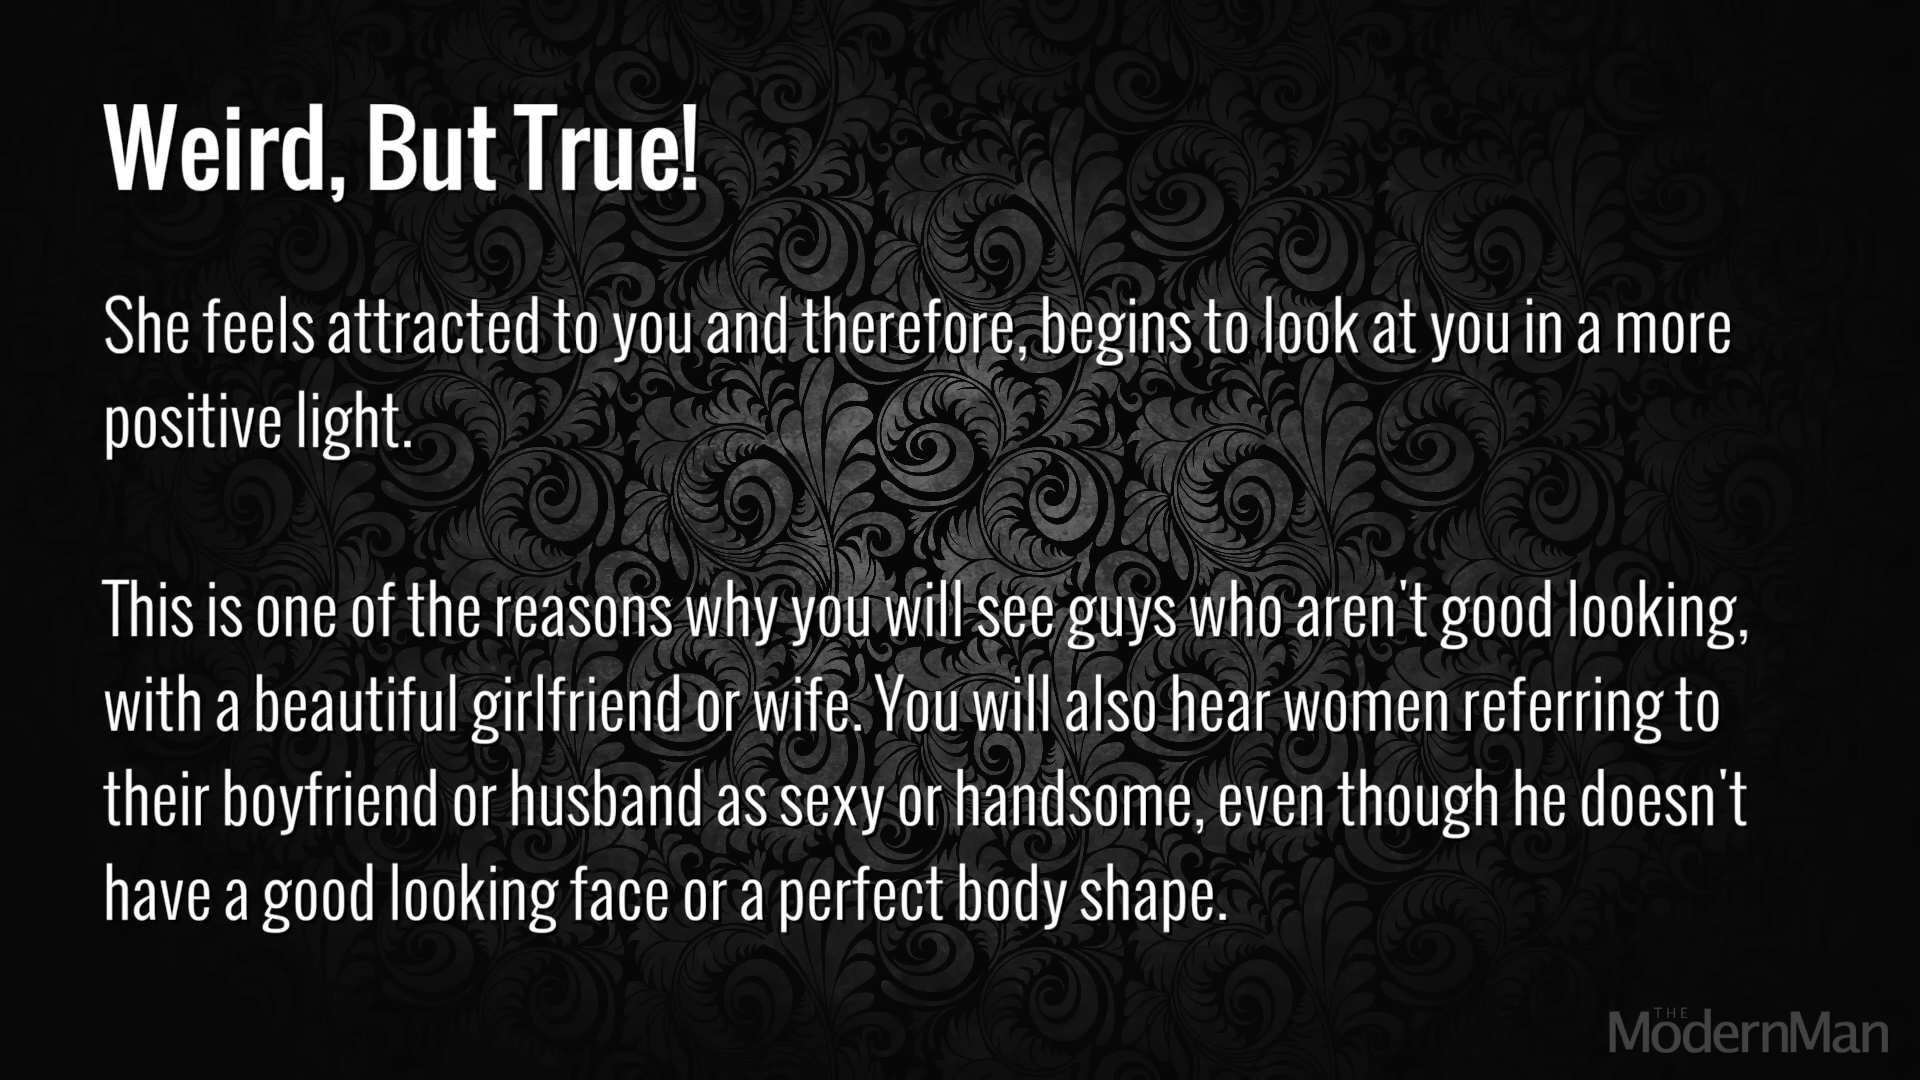 Weird, But True!
She feels attracted to you and therefore, begins to look at you in a more
positive light.
This is one of the reasons why you will see guys who aren't good looking,
with a beautiful girlfriend or wife. You will also hear women referring to
their boyfriend or husband as sexy or handsome, even though he doesn't
have a good looking face or a perfect body shape.
THE
ModernMan